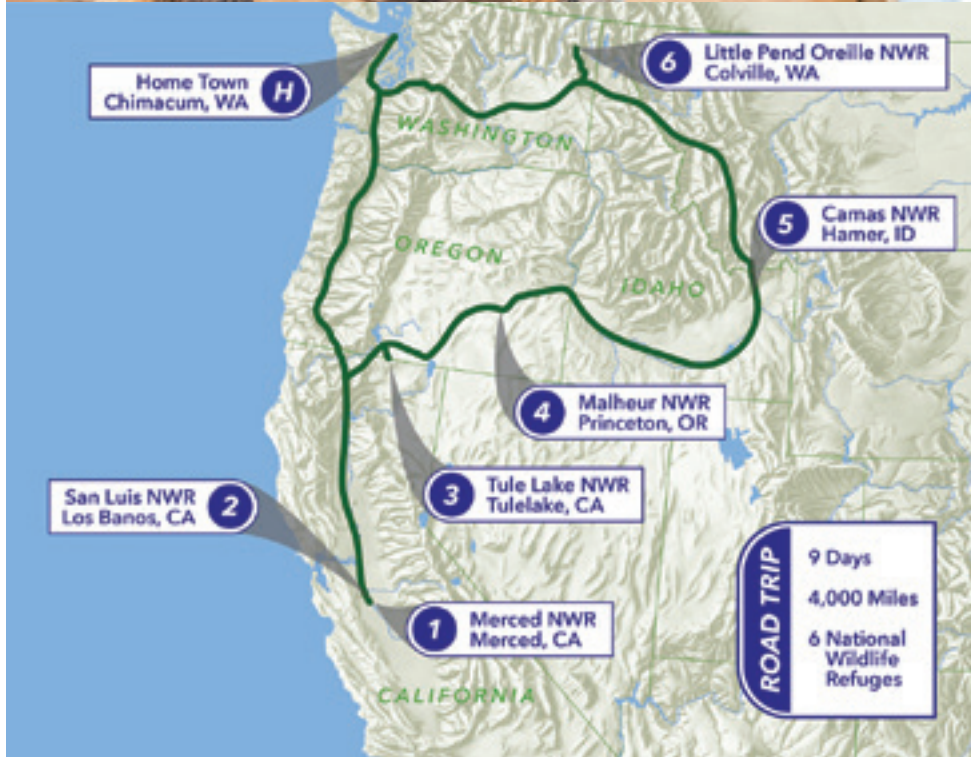 Home Town
Chimacum, WA
H
6
Little Pend Oreille NWR
Colville, WA
WASHINGTON
5
Camas NWR
Hamer, ID
OREGON
IDAHO
4
Malheur NWR
Princeton, OR
San Luis NWR
Los Banos, CA
2
3
Tule Lake NWR
Tulelake, CA
1
Merced NWR
Merced, CA
CALIFORNIA
ROAD TRIP
9 Days
4,000 Miles
6 National
Wildlife
Refuges